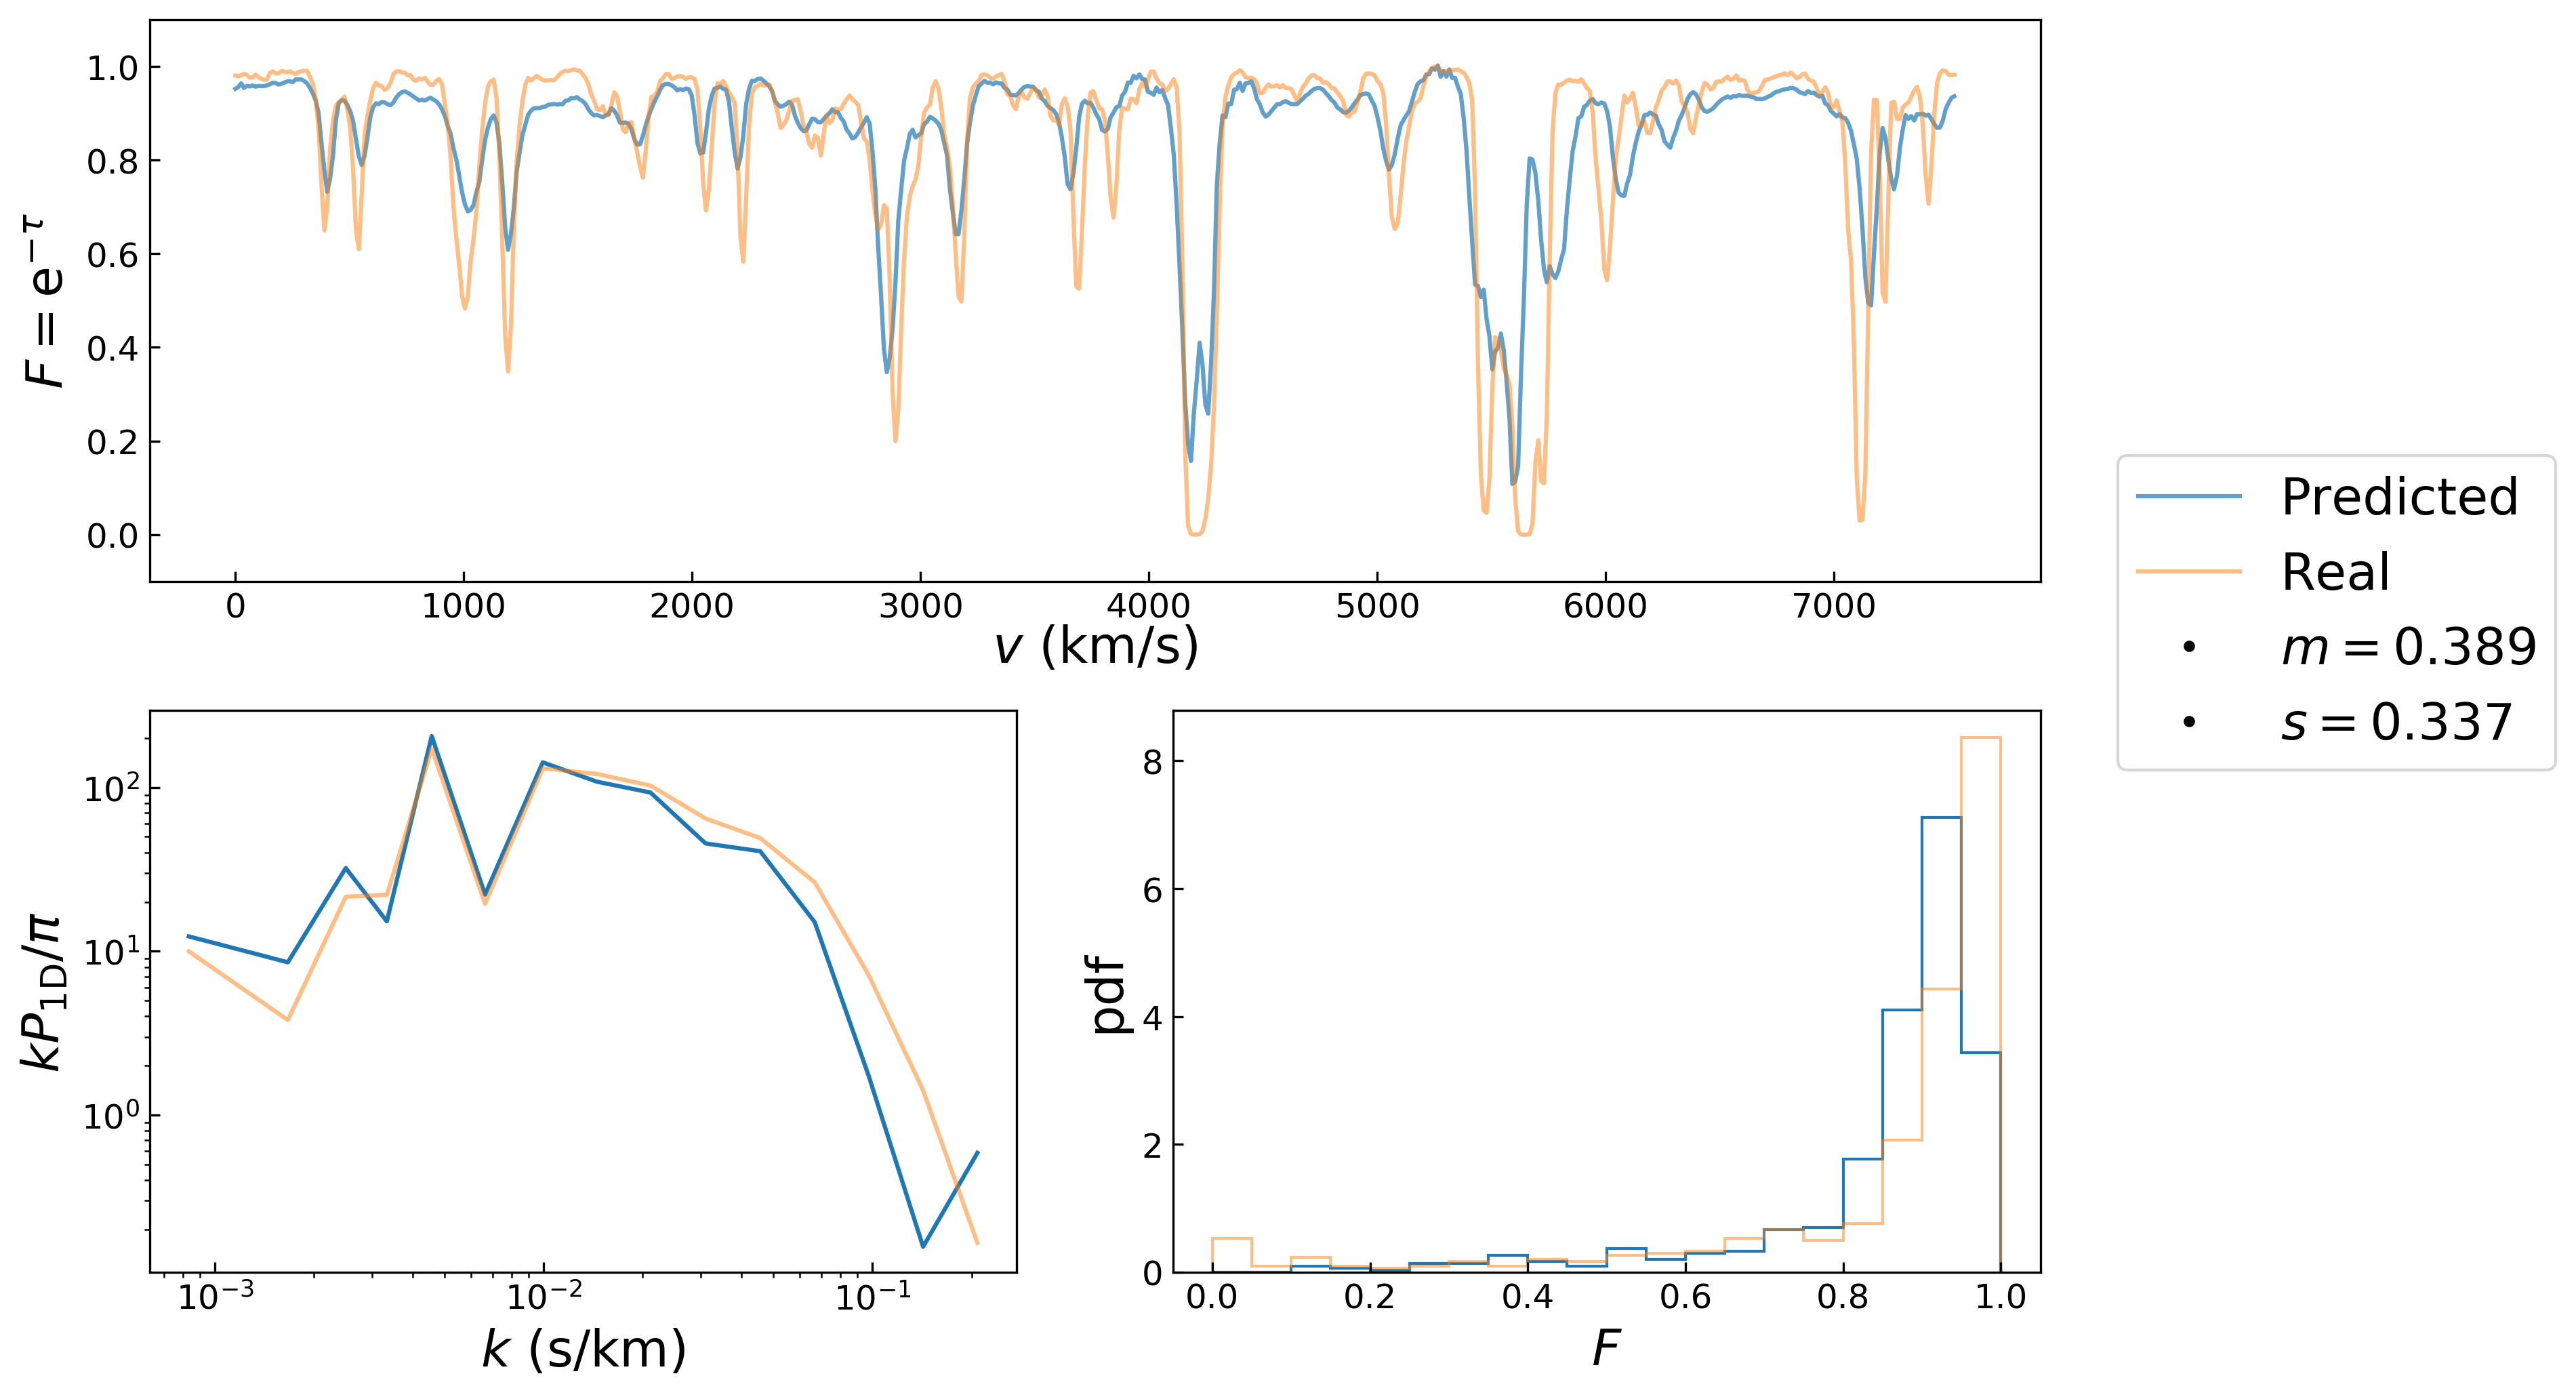 1.0
0.8
0.6
0.4
0.2
0.0
F = e^{-τ}
0 1000 2000 3000 4000 5000 6000 7000
v (km/s)
Predicted
Real
m = 0.389
s = 0.337
10^2
10^1
10^0
kP_{1D}/π
10^{-3} 10^{-2} 10^{-1}
k (s/km)
8
6
4
2
0
pdf
0.0 0.2 0.4 0.6 0.8 1.0
F